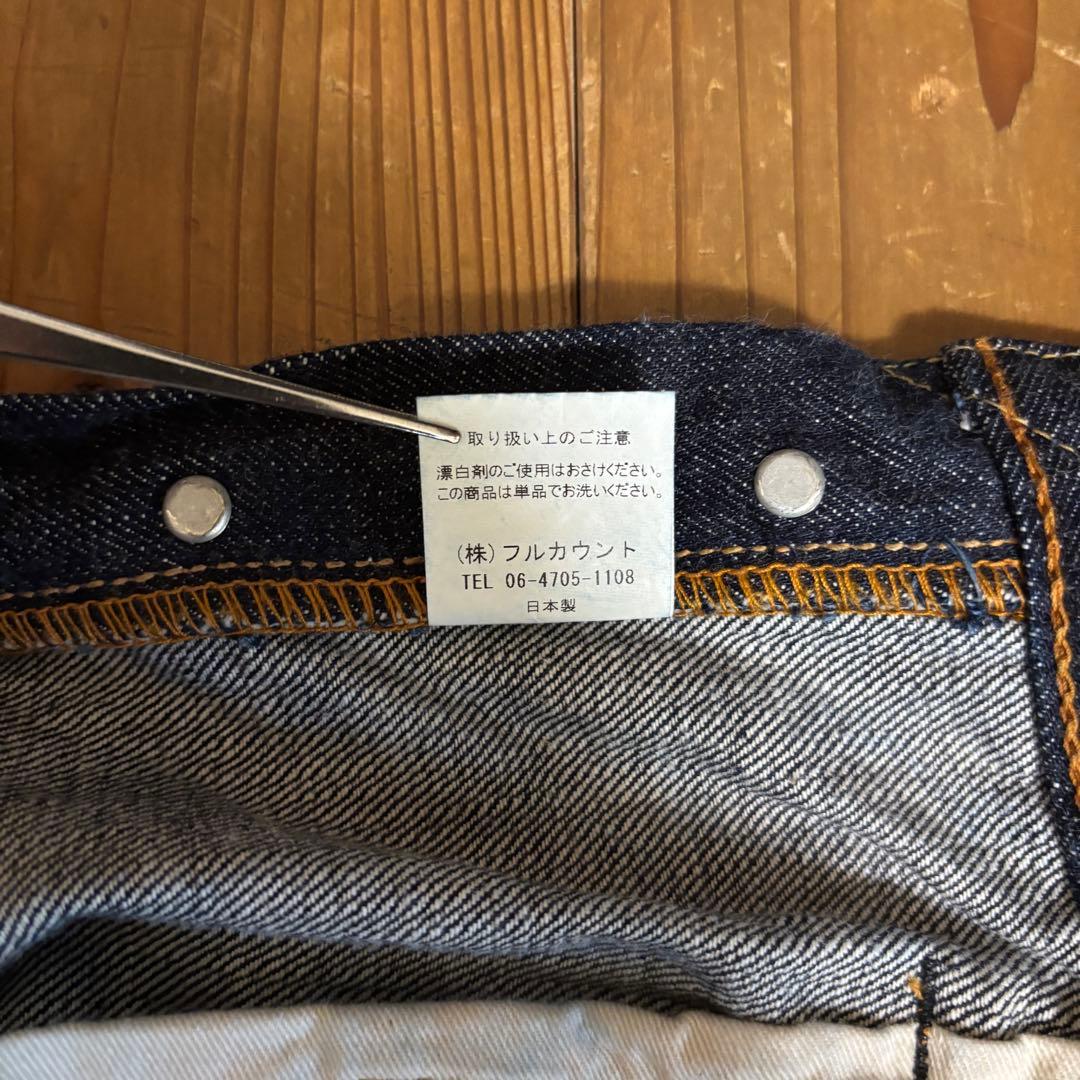 取り扱い上のご注意
漂白剤のご使用はおさけください。
この商品は単品でお洗いください。
(株)フルカウント
TEL 06-4705-1108
日本製